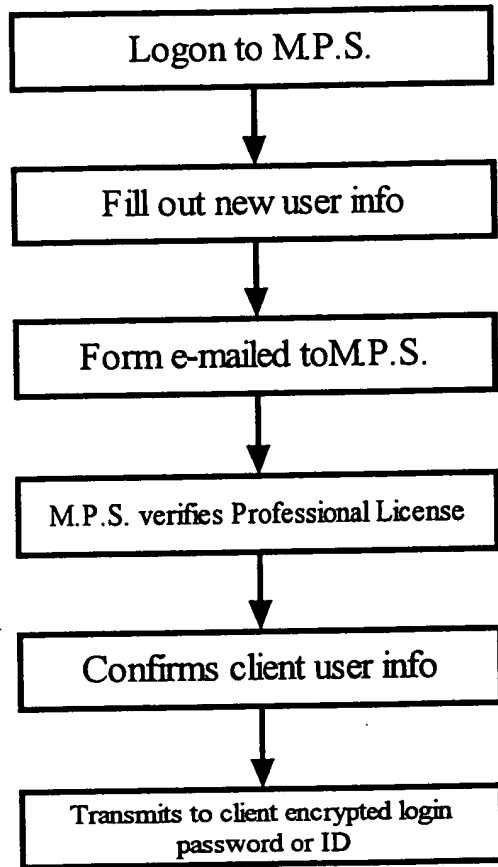 Logon to M.P.S.
Fill out new user info
Form e-mailed toM.P.S.
M.P.S. verifies Professional License
Confirms client user info
Transmits to client encrypted login
password or ID